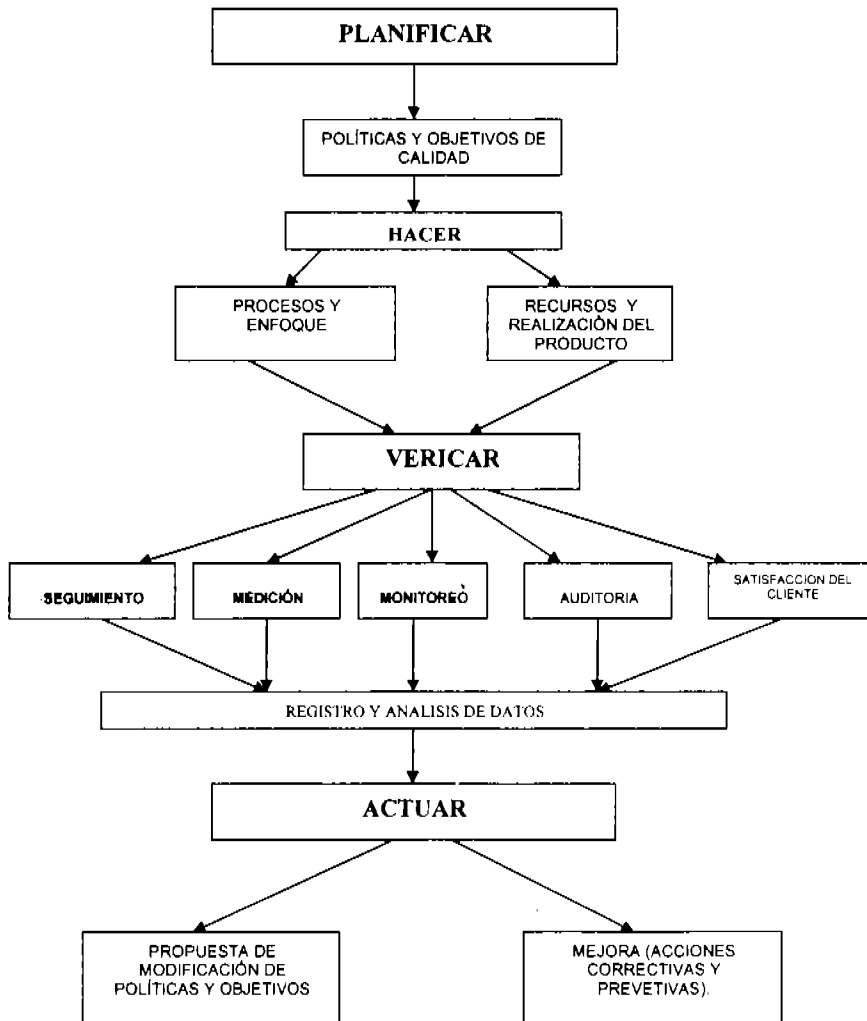 PLANIFICAR
POLÍTICAS Y OBJETIVOS DE
CALIDAD
HACER
PROCESOS Y
ENFOQUE
RECURSOS Y
REALIZACIÓN DEL
PRODUCTO
VERICAR
SEGUIMIENTO
MEDICIÓN
MONITOREÒ
AUDITORIA
SATISFACCION DEL
CLIENTE
REGISTRO Y ANALISIS DE DATOS
ACTUAR
PROPUESTA DE
MODIFICACIÓN DE
POLÍTICAS Y OBJETIVOS
MEJORA (ACCIONES
CORRECTIVAS Y
PREVETIVAS).